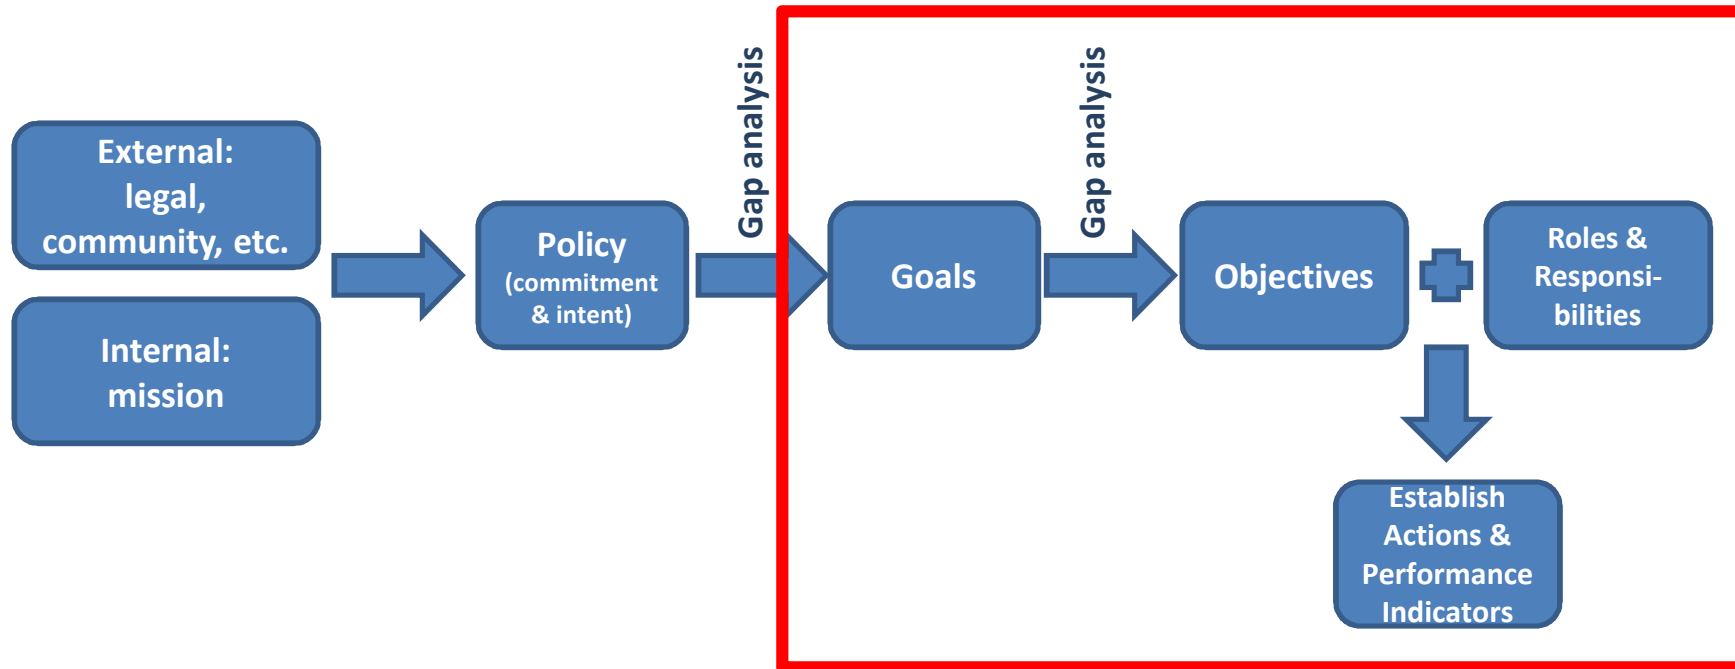 External:
legal,
community, etc.
Internal:
mission
Policy
(commitment
& intent)
Gap analysis
Goals
Gap analysis
Objectives
Roles &
Responsi-
bilities
Establish
Actions &
Performance
Indicators